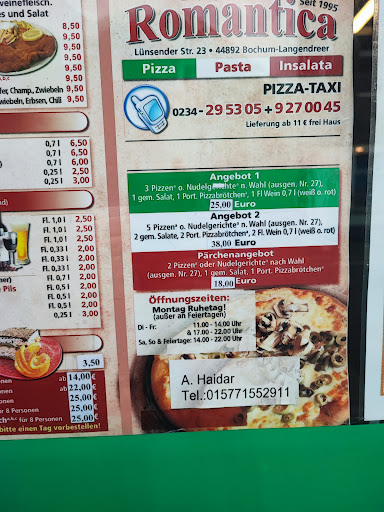 weinefleisch.
es und Salat
8,50
9,50
9,50
9,50
9,50
fer, Champ., Zwiebeln 9,50
wiebeln, Erbsen, Chili 9,50
0,7 l 6,50
0,7 l 6,50
0,7 l 6,00
0,25 l 2,50
0,25 l 3,00
Fl. 1,0 l 2,50
Fl. 1,0 l 2,50
Fl. 0,33 l 2,00
Fl. 0,33 l 2,00
Fl. 0,33 l 2,00
Fl. 0,7 l 3,00
Fl. 0,5 l 2,00
Fl. 0,5 l 2,00
Fl. 0,5 l 2,00
0,25 l 3,00
Pils
3,50
onen ab 14,00 €
onen ab 22,00 €
onen 25,00 €
für 8 Personen 25,00 €
für 8 Personen 25,00 €
bitte einen Tag vorbestellen!
Romantica
Seit 1995
Lünsender Str. 23 • 44892 Bochum-Langendreer
Pizza Pasta Insalata
PIZZA-TAXI
0234 - 29 53 05 + 9 27 00 45
Lieferung ab 11 € frei Haus
Angebot 1
3 Pizzen* o. Nudelgerichte* n. Wahl (ausgen. Nr. 27),
1 gem. Salat, 1 Port. Pizzabrötchen*, 1 Fl Wein 0,7 l (weiß o. rot)
25,00 Euro
Angebot 2
5 Pizzen* o. Nudelgerichte* n. Wahl (ausgen. Nr. 27),
2 gem. Salate, 2 Port. Pizzabrötchen*, 2 Fl. Wein 0,7 l (weiß o. rot)
38,00 Euro
Pärchenangebot
2 Pizzen* oder Nudelgerichte* nach Wahl
(ausgen. Nr. 27), 1 gem. Salat, 1 Port. Pizzabrötchen*
18,00 Euro
Öffnungszeiten:
Montag Ruhetag!
(außer an Feiertagen)
Di - Fr: 11.00 - 14.00 Uhr
& 17.00 - 22.00 Uhr
Sa, So & Feiertage: 14.00 - 22.00 Uhr
A. Haidar
Tel.:015771552911